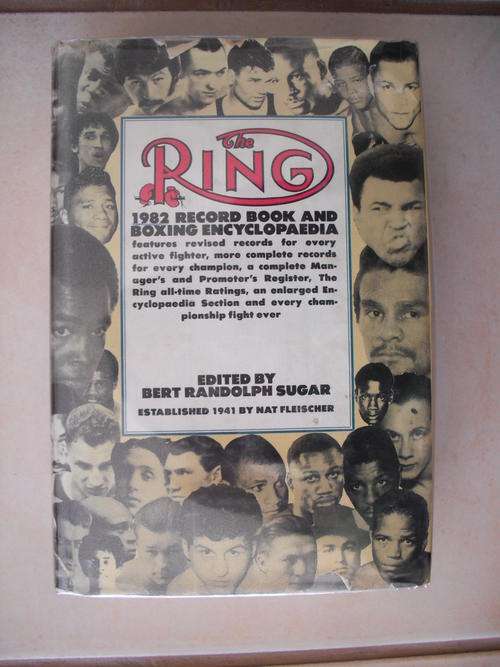 The
RING
1982 RECORD BOOK AND
BOXING ENCYCLOPAEDIA
features revised records for every
active fighter, more complete records
for every champion, a complete Man-
ager's and Promoter's Register, The
Ring all-time Ratings, an enlarged En-
cyclopaedia Section and every cham-
pionship fight ever
EDITED BY
BERT RANDOLPH SUGAR
ESTABLISHED 1941 BY NAT FLEISCHER